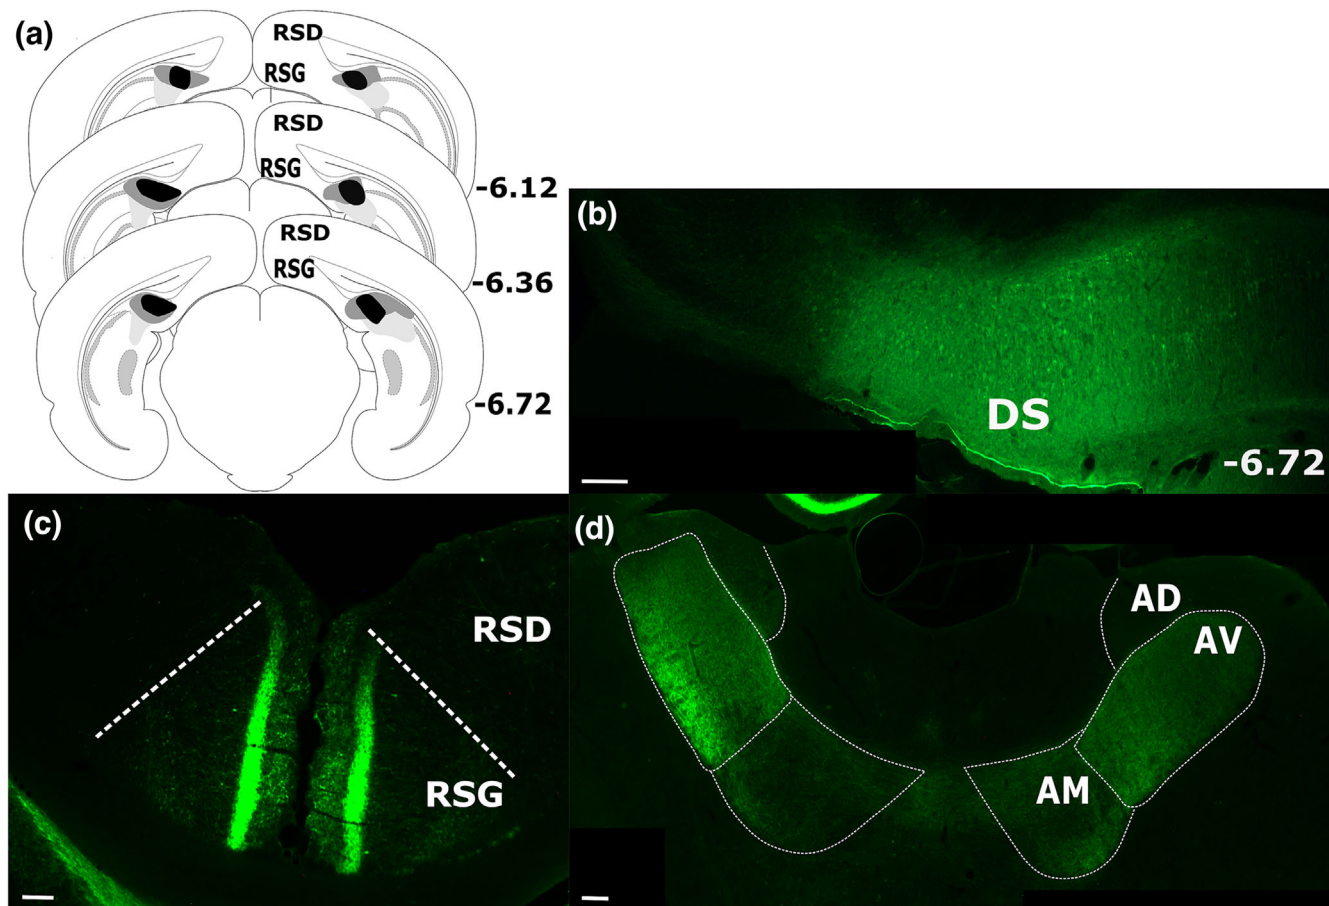 (a)
RSD
RSG
RSD
RSG
-6.12
RSD
RSG
-6.36
-6.72
(b)
DS
-6.72
(c)
RSD
RSG
(d)
AD
AV
AM